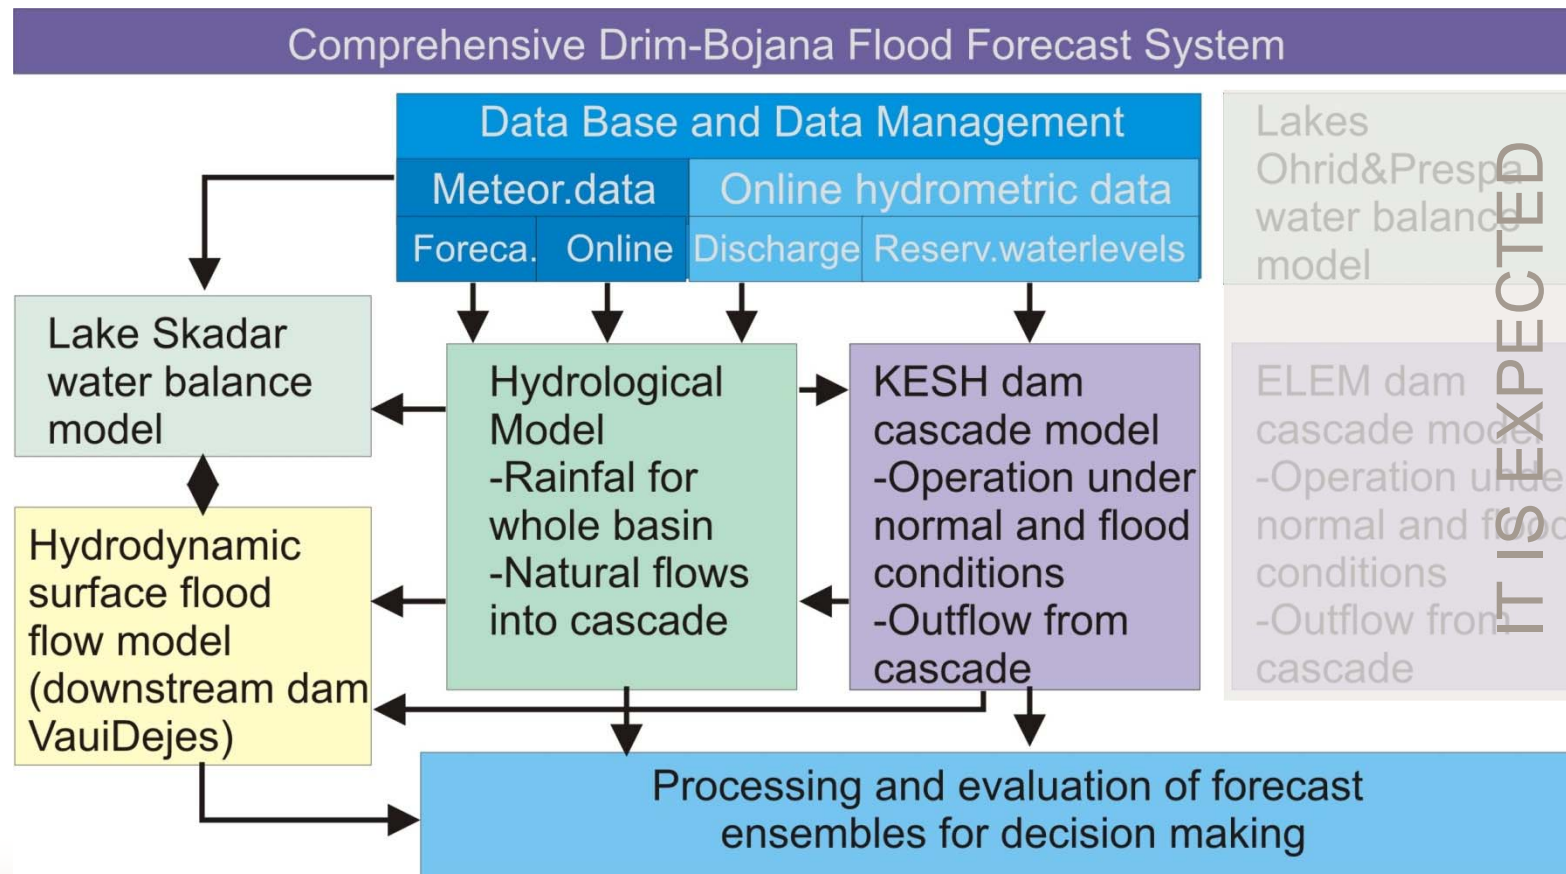 Comprehensive Drim-Bojana Flood Forecast System
Data Base and Data Management
Meteor.data
Online hydrometric data
Foreca.
Online
Discharge
Reserv.waterlevels
Lakes
Ohrid&Prespa
water balance
model
Lake Skadar
water balance
model
Hydrological
Model
-Rainfal for
whole basin
-Natural flows
into cascade
KESH dam
cascade model
-Operation under
normal and flood
conditions
-Outflow from
cascade
ELEM dam
cascade model
-Operation unde
normal and flood
conditions
-Outflow from
cascade
IT IS EXPECTED
Hydrodynamic
surface flood
flow model
(downstream dam
VauiDejes)
Processing and evaluation of forecast
ensembles for decision making